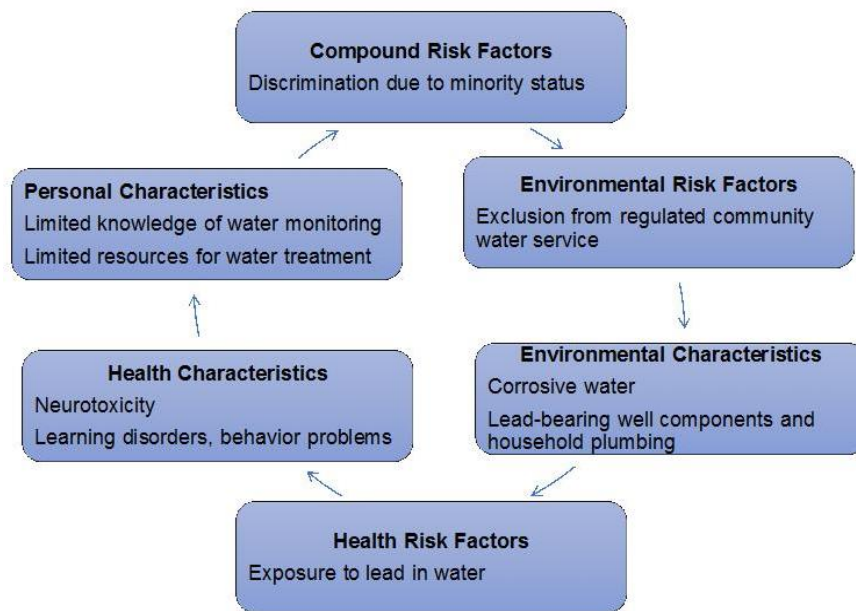 Compound Risk Factors
Discrimination due to minority status
Environmental Risk Factors
Exclusion from regulated community
water service
Environmental Characteristics
Corrosive water
Lead-bearing well components and
household plumbing
Health Risk Factors
Exposure to lead in water
Health Characteristics
Neurotoxicity
Learning disorders, behavior problems
Personal Characteristics
Limited knowledge of water monitoring
Limited resources for water treatment